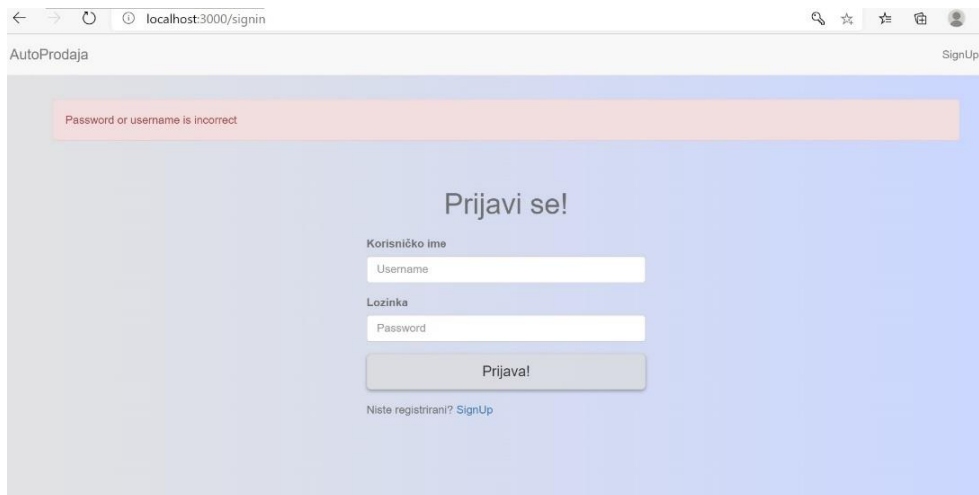 localhost:3000/signin
AutoProdaja
SignUp
Password or username is incorrect
Prijavi se!
Korisničko ime
Username
Lozinka
Password
Prijava!
Niste registrirani? SignUp